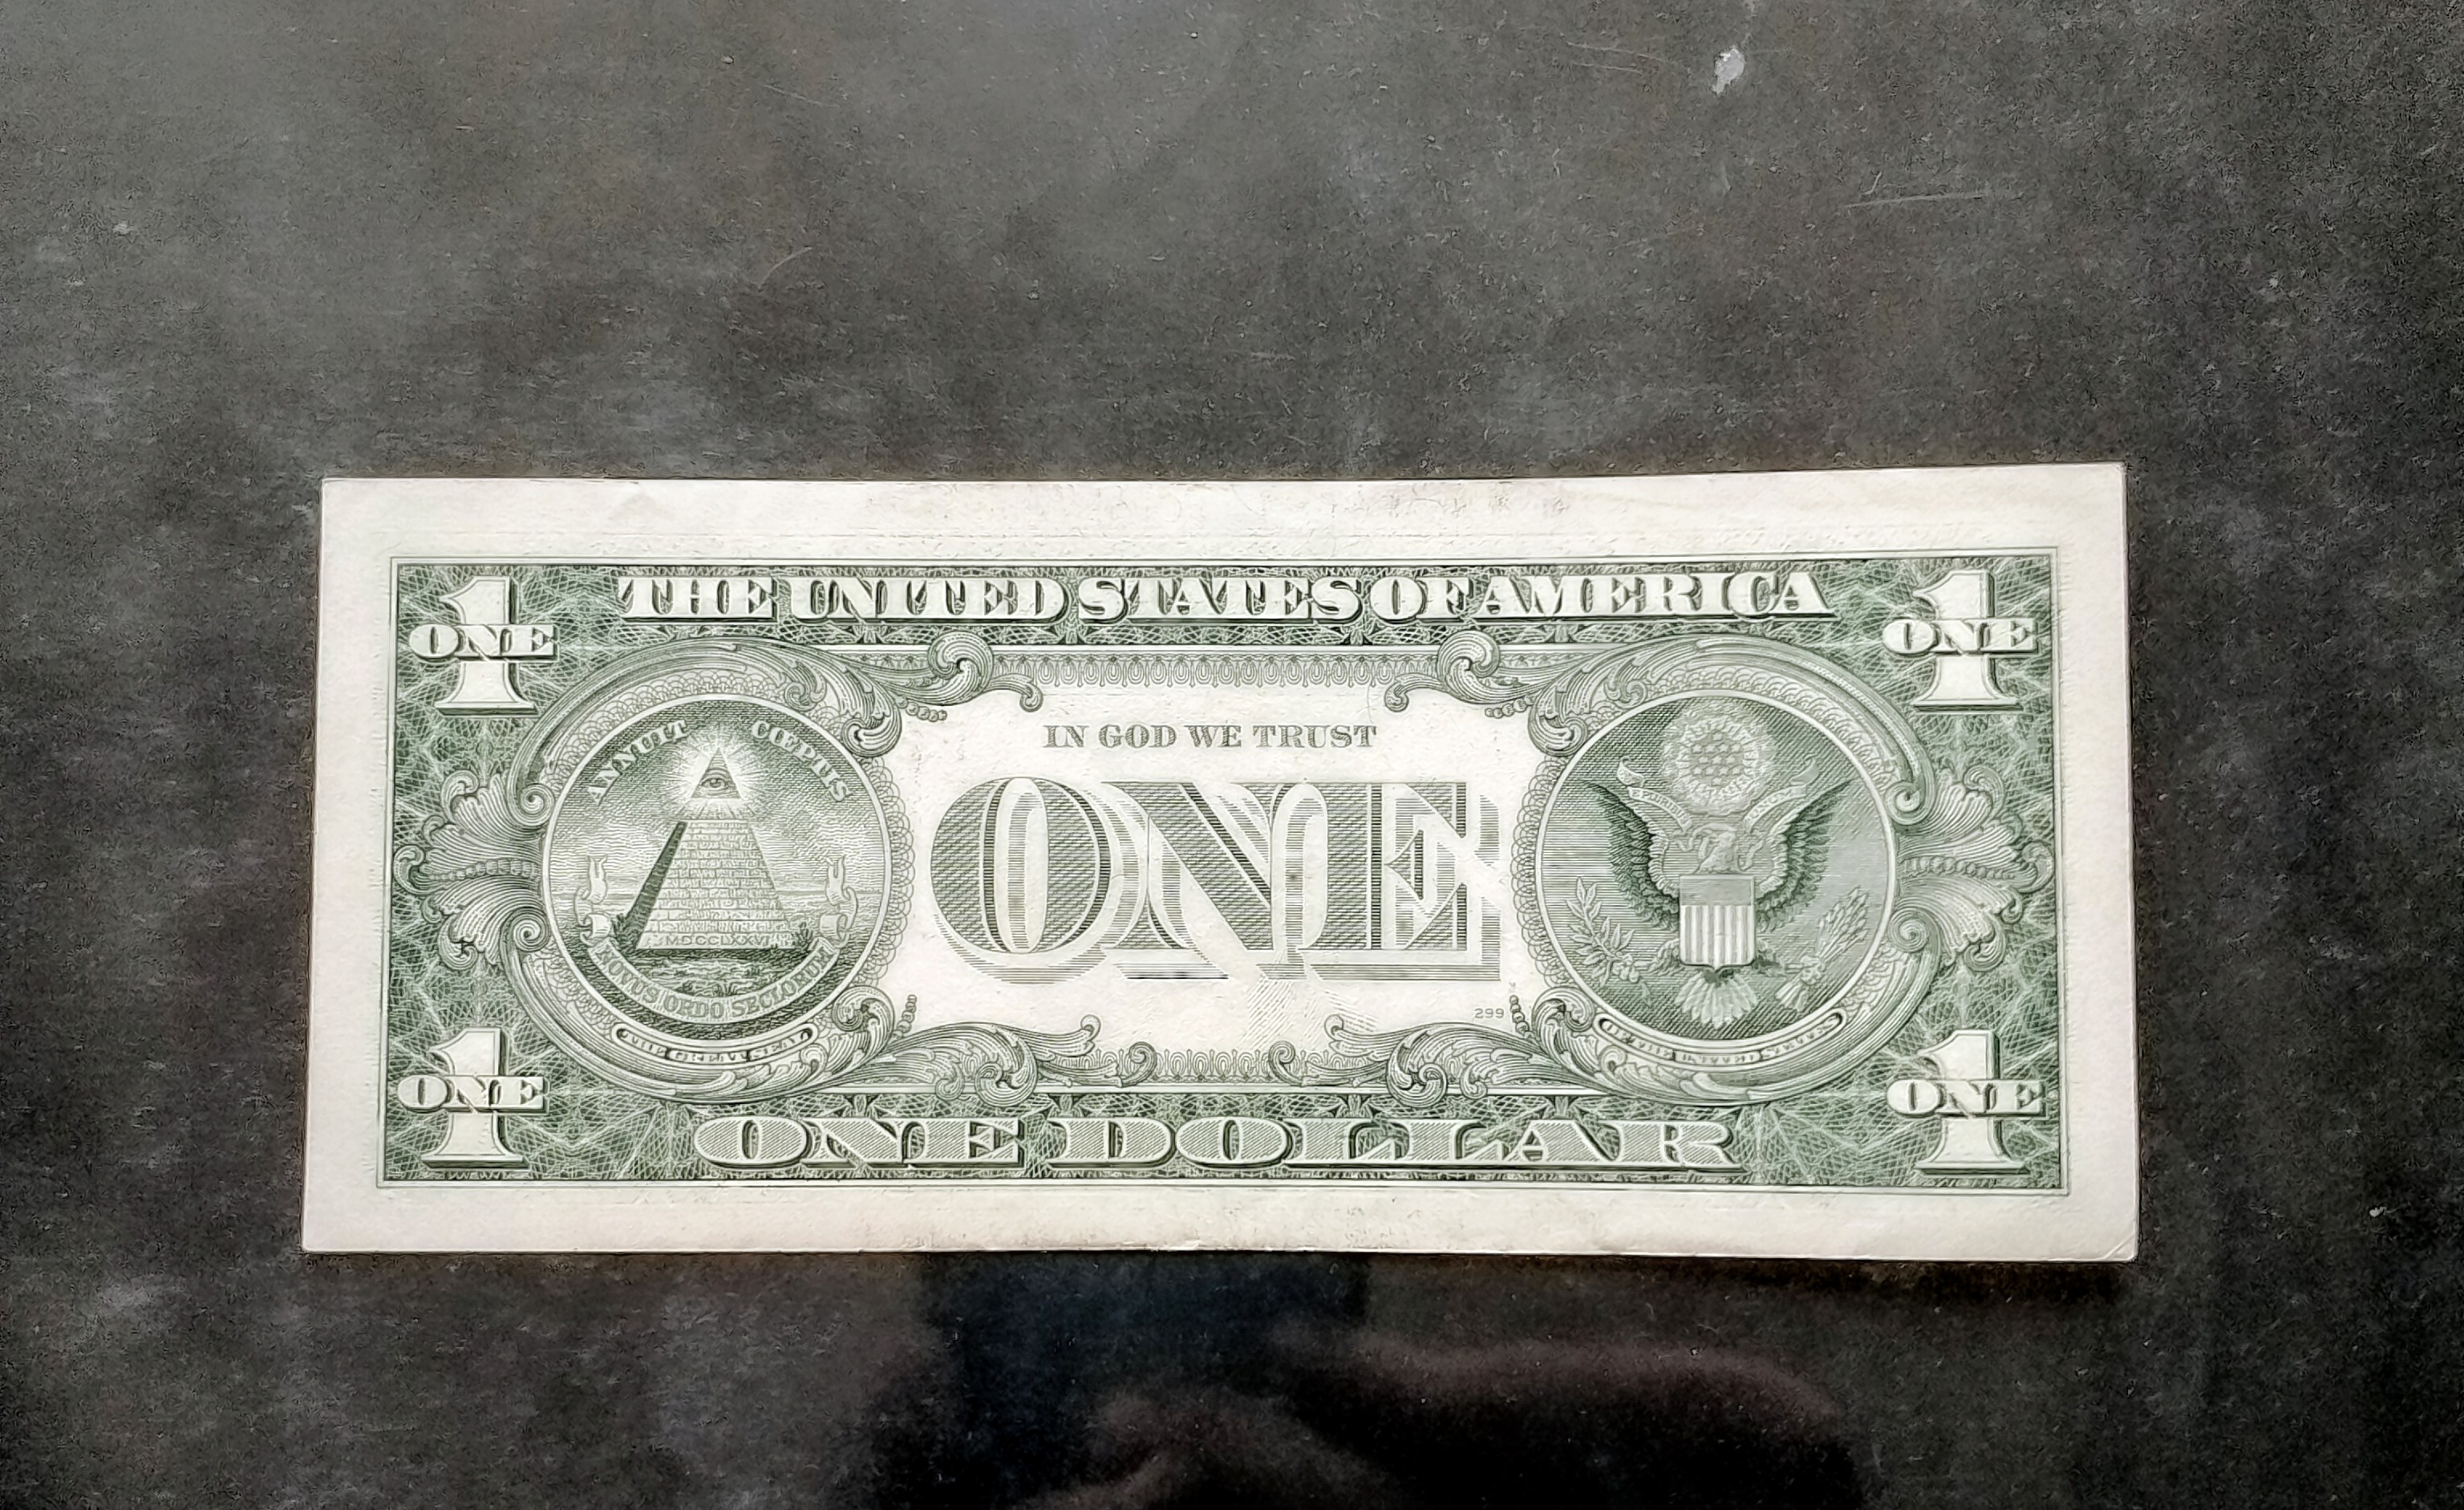 THE UNITED STATES OF AMERICA
1
ONE
1
ONE
ANNUIT CŒPTIS
IN GOD WE TRUST
ONE
MDCCLXXVI
NOVUS ORDO SECLORUM
299
1
ONE
1
ONE
ONE DOLLAR